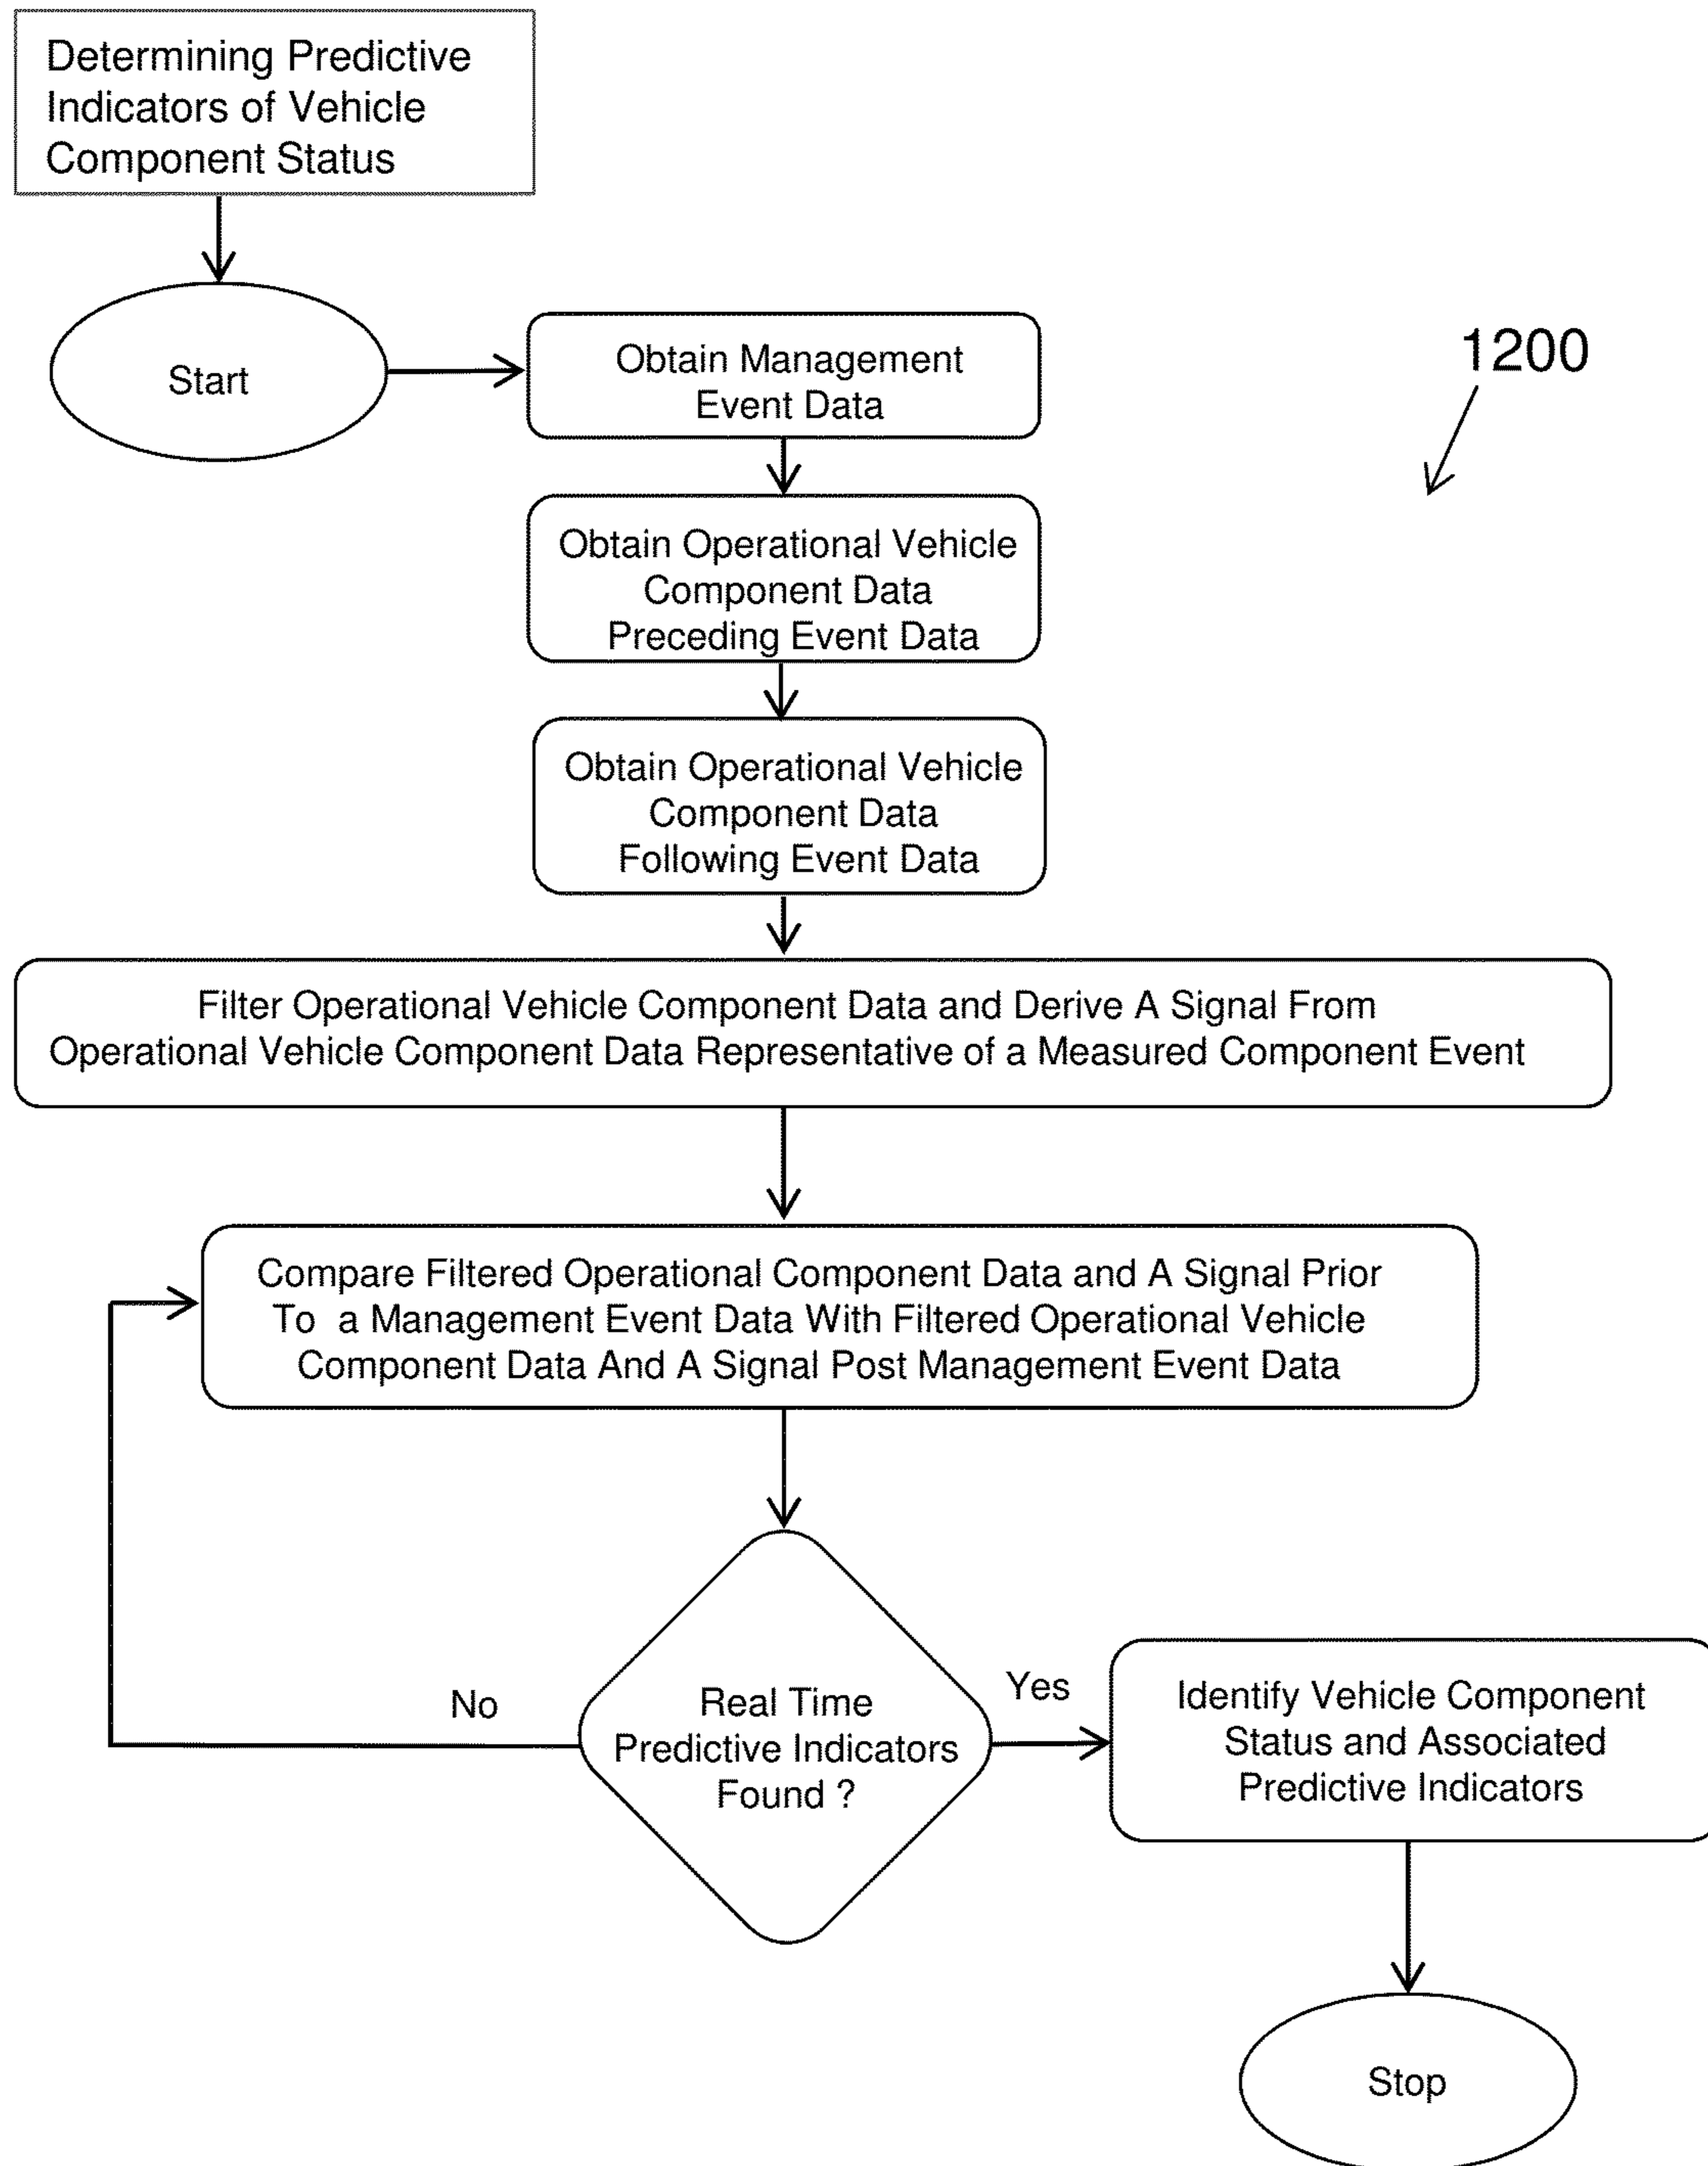 Determining Predictive
Indicators of Vehicle
Component Status
Start
Obtain Management
Event Data
1200
Obtain Operational Vehicle
Component Data
Preceding Event Data
Obtain Operational Vehicle
Component Data
Following Event Data
Filter Operational Vehicle Component Data and Derive A Signal From
Operational Vehicle Component Data Representative of a Measured Component Event
Compare Filtered Operational Component Data and A Signal Prior
To a Management Event Data With Filtered Operational Vehicle
Component Data And A Signal Post Management Event Data
No
Real Time
Predictive Indicators
Found ?
Yes
Identify Vehicle Component
Status and Associated
Predictive Indicators
Stop